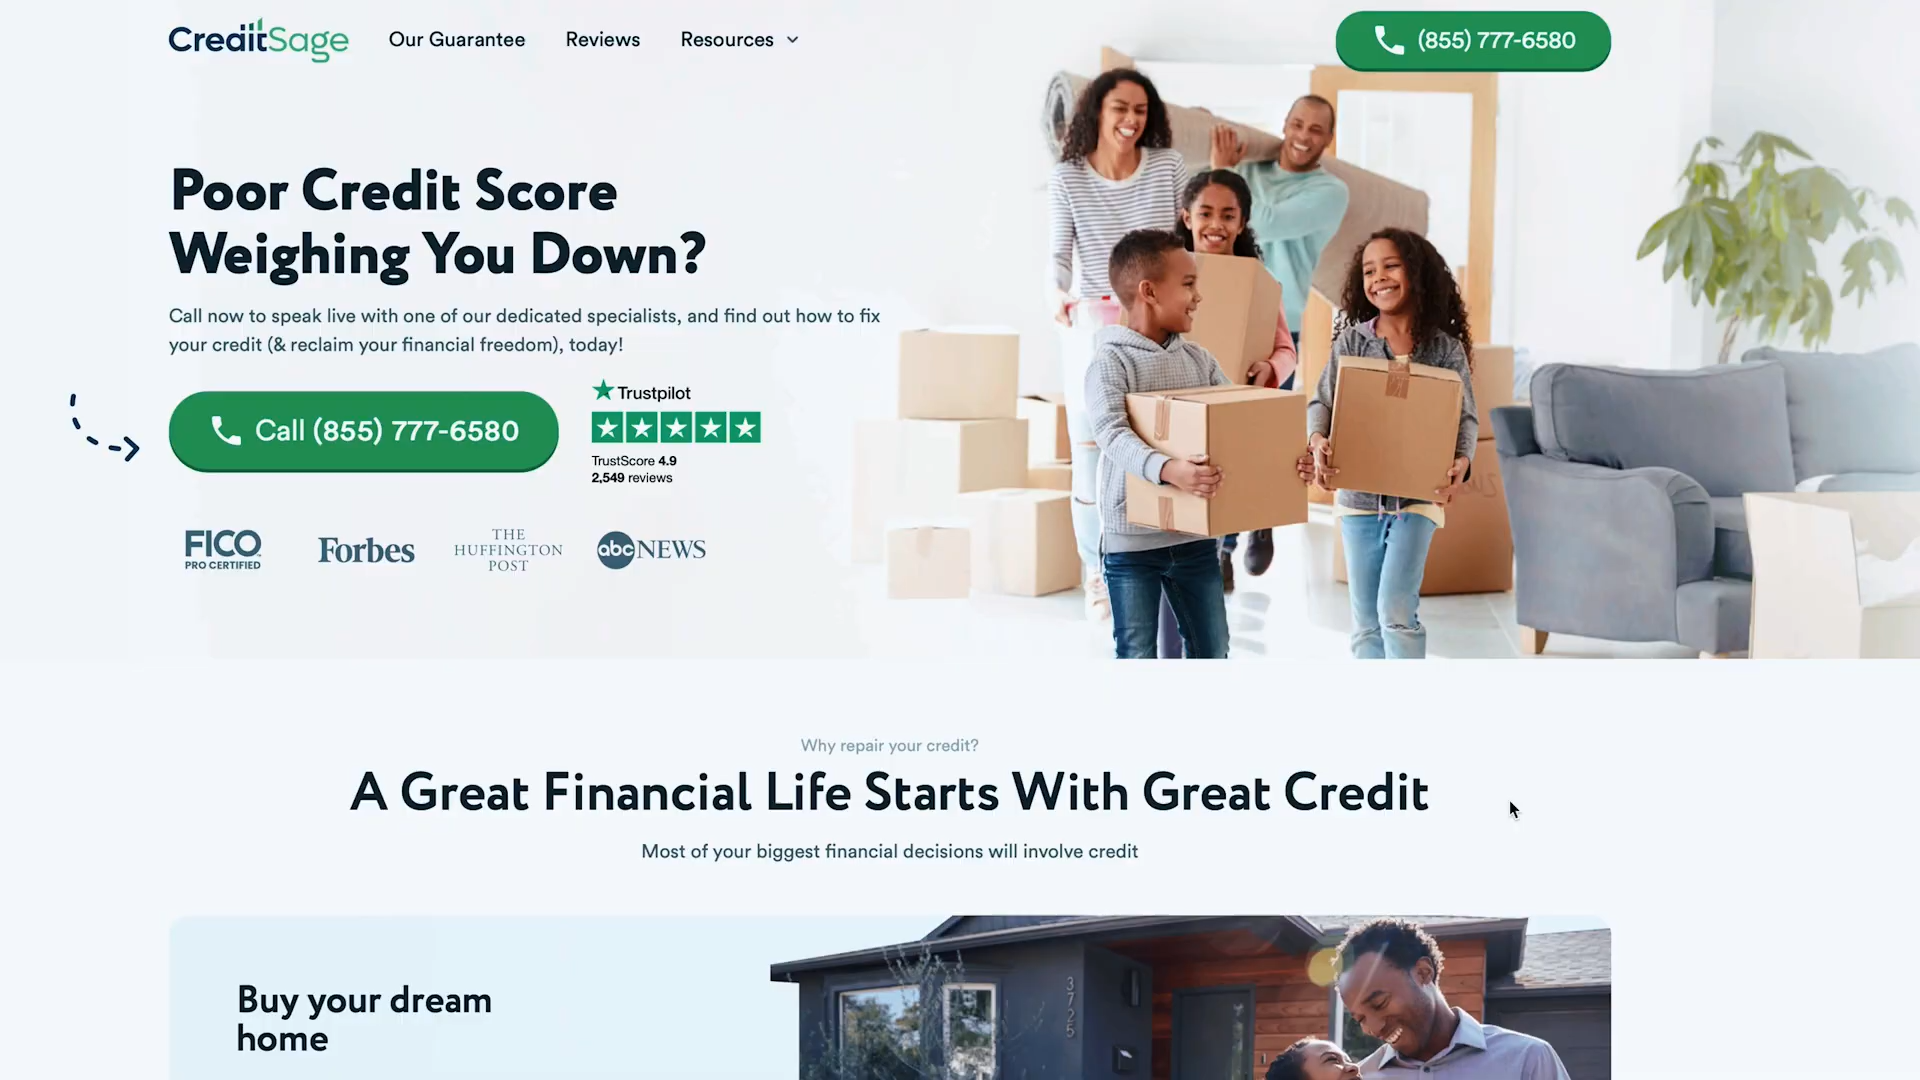 CreditSage
Our Guarantee
Reviews
Resources
(855) 777-6580
Poor Credit Score
Weighing You Down?
Call now to speak live with one of our dedicated specialists, and find out how to fix
your credit (& reclaim your financial freedom), today!
Call (855) 777-6580
Trustpilot
TrustScore 4.9
2,549 reviews
FICO
PRO CERTIFIED
Forbes
THE
HUFFINGTON
POST
abc NEWS
Why repair your credit?
A Great Financial Life Starts With Great Credit
Most of your biggest financial decisions will involve credit
Buy your dream
home
3725